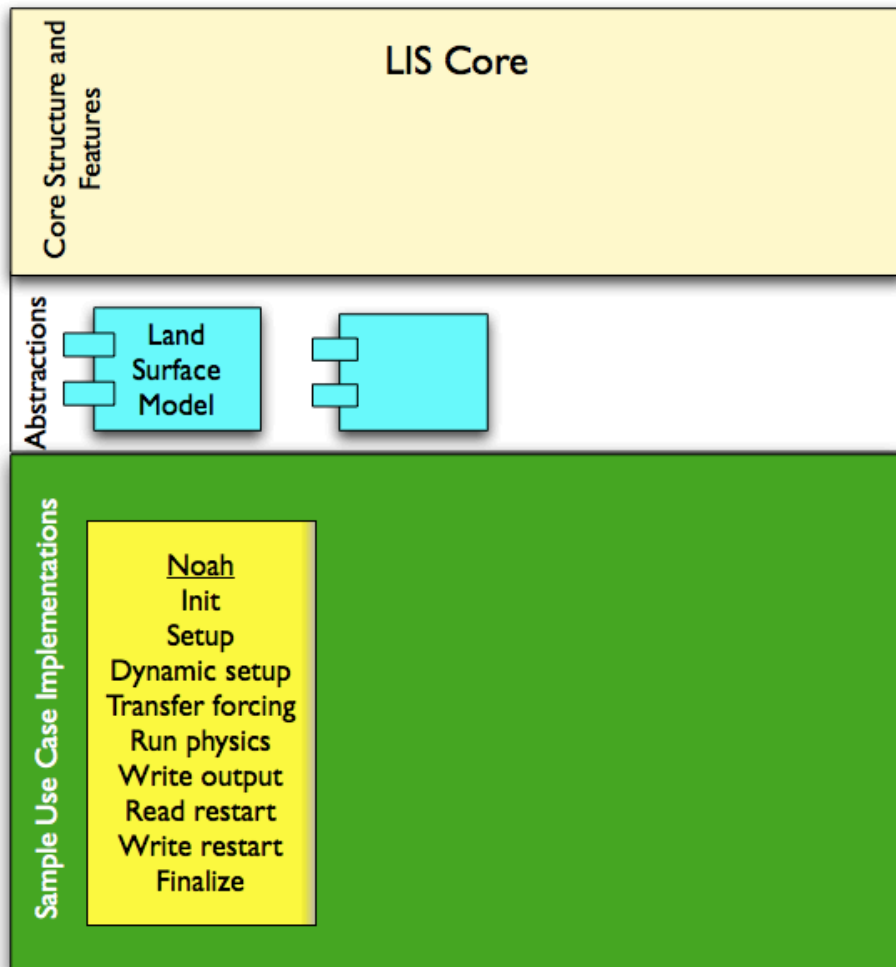 Core Structure and
Features
LIS Core
Abstractions
Land
Surface
Model
Sample Use Case Implementations
Noah
Init
Setup
Dynamic setup
Transfer forcing
Run physics
Write output
Read restart
Write restart
Finalize